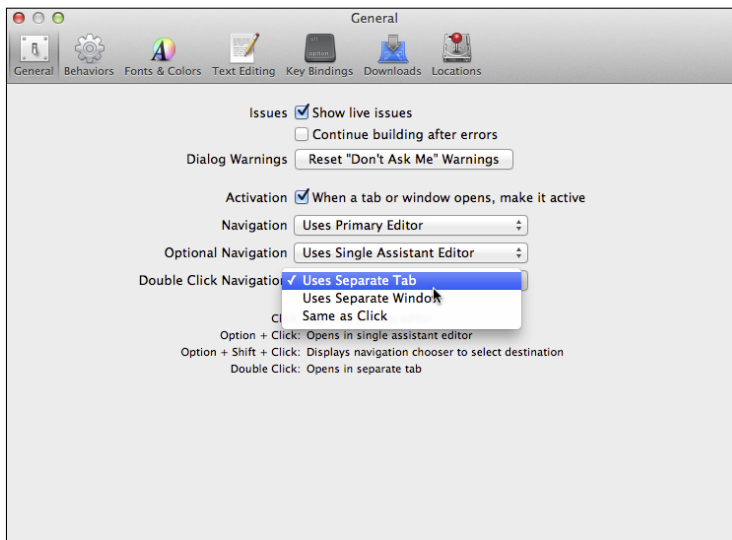 General
General Behaviors Fonts & Colors Text Editing Key Bindings Downloads Locations
Issues Show live issues
Continue building after errors
Dialog Warnings Reset "Don't Ask Me" Warnings
Activation When a tab or window opens, make it active
Navigation Uses Primary Editor
Optional Navigation Uses Single Assistant Editor
Double Click Navigation ✓ Uses Separate Tab
Uses Separate Window
Same as Click
Option + Click: Opens in single assistant editor
Option + Shift + Click: Displays navigation chooser to select destination
Double Click: Opens in separate tab